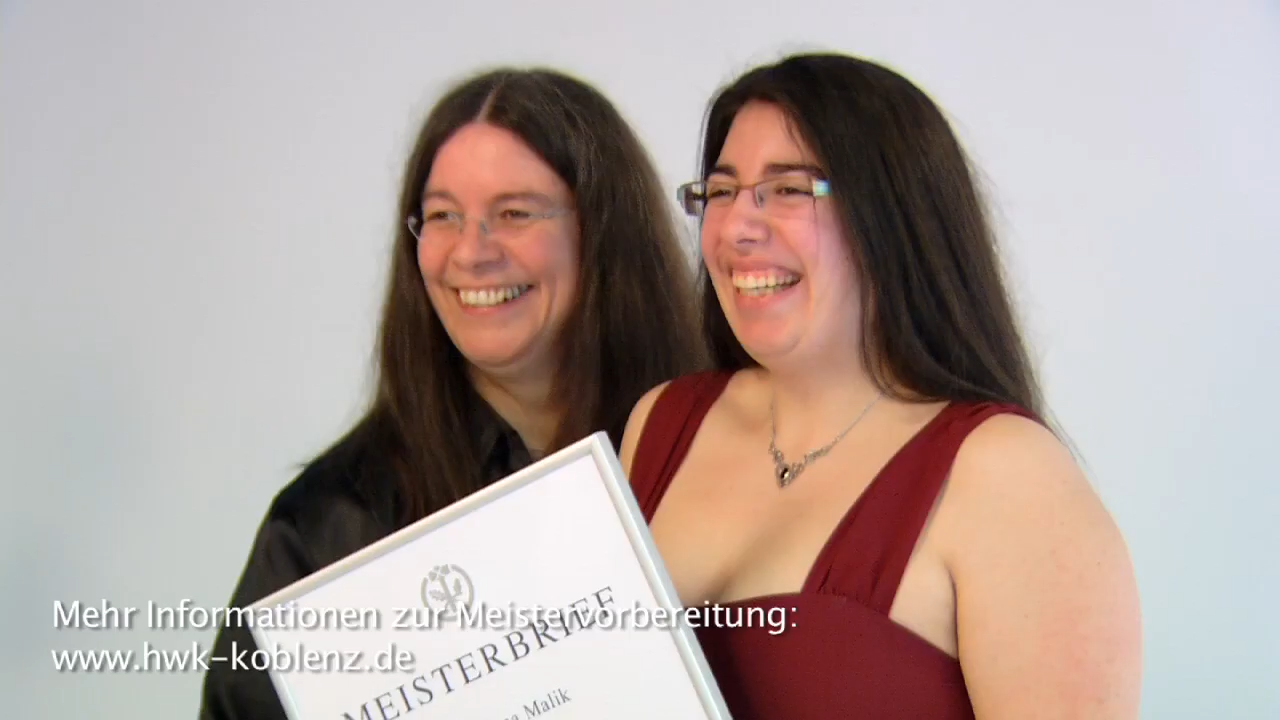 Mehr Informationen zur Meistervorbereitung:
www.hwk-koblenz.de
MEISTERBRIEF
Malik